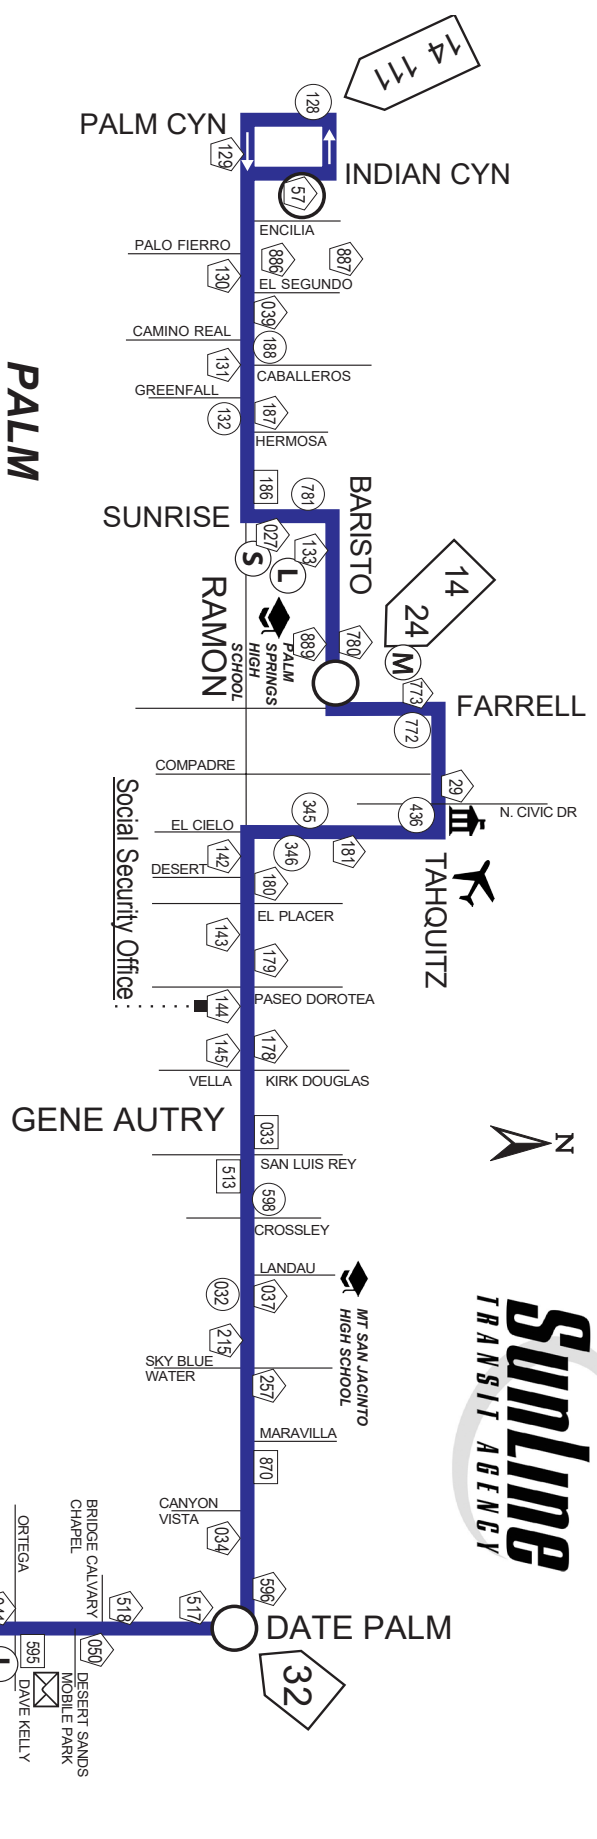 14 111
128
PALM CYN
129
INDIAN CYN
57
ENCILIA
PALO FIERRO
886
887
130
EL SEGUNDO
039
CAMINO REAL
188
131
CABALLEROS
PALM
GREENFALL
132
187
HERMOSA
186
781
BARISTO
SUNRISE
027
133
S
L
14
24
RAMON
PALM
SPRINGS
HIGH
SCHOOL
889
780
M
773
FARRELL
772
COMPADRE
29
N. CIVIC DR
345
436
EL CIELO
142
346
181
TAHQUITZ
DESERT
180
Social Security Office
EL PLACER
143
179
PASEO DOROTEA
144
145
178
VELLA
KIRK DOUGLAS
GENE AUTRY
033
N
SAN LUIS REY
513
598
CROSSLEY
LANDAU
032
037
MT SAN JACINTO
HIGH SCHOOL
SunLine
TRANSIT AGENCY
215
SKY BLUE
WATER
257
MARAVILLA
870
CANYON
VISTA
034
596
BRIDGE CALVARY
CHAPEL
ORTEGA
518
517
DATE PALM
32
595
050
DESERT SANDS
MOBILE PARK
DAVE KELLY